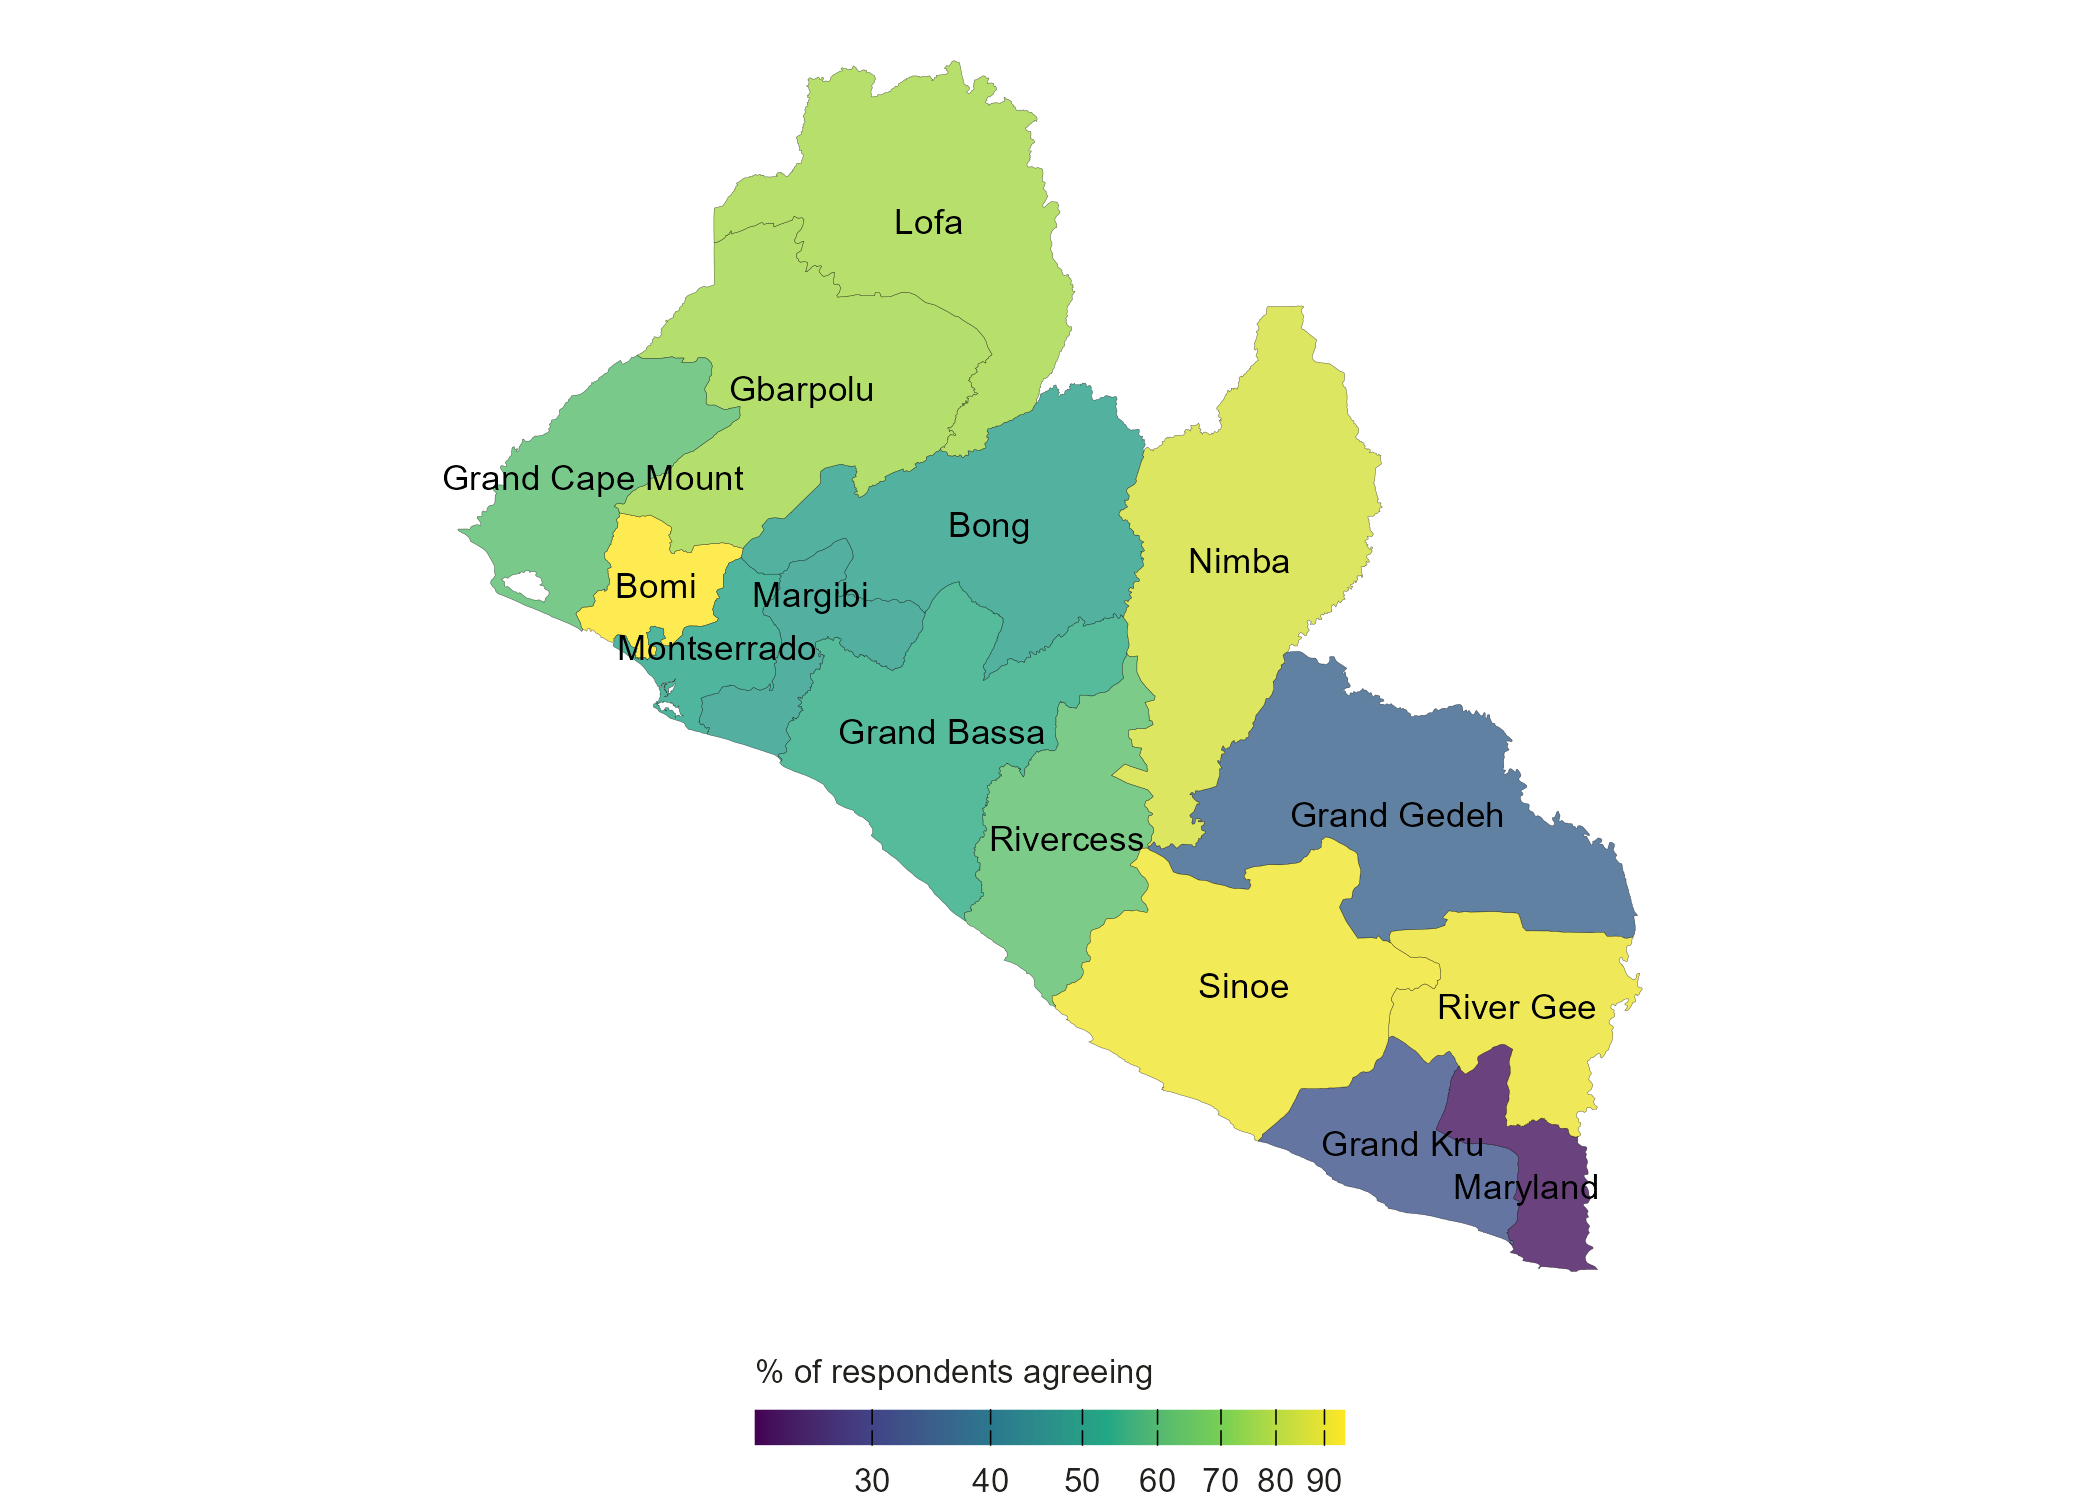 Lofa
Gbarpolu
Grand Cape Mount
Bong
Nimba
Bomi
Margibi
Montserrado
Grand Bassa
Grand Gedeh
Rivercess
Sinoe
River Gee
Grand Kru
Maryland
% of respondents agreeing
30 40 50 60 70 80 90